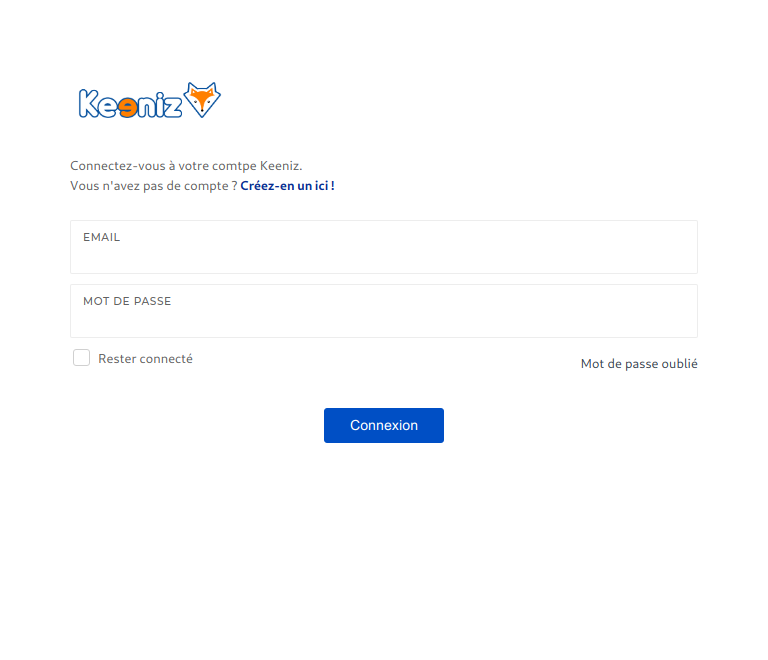 Keeniz
Connectez-vous à votre comtpe Keeniz.
Vous n'avez pas de compte ? Créez-en un ici !
EMAIL
MOT DE PASSE
Rester connecté
Mot de passe oublié
Connexion